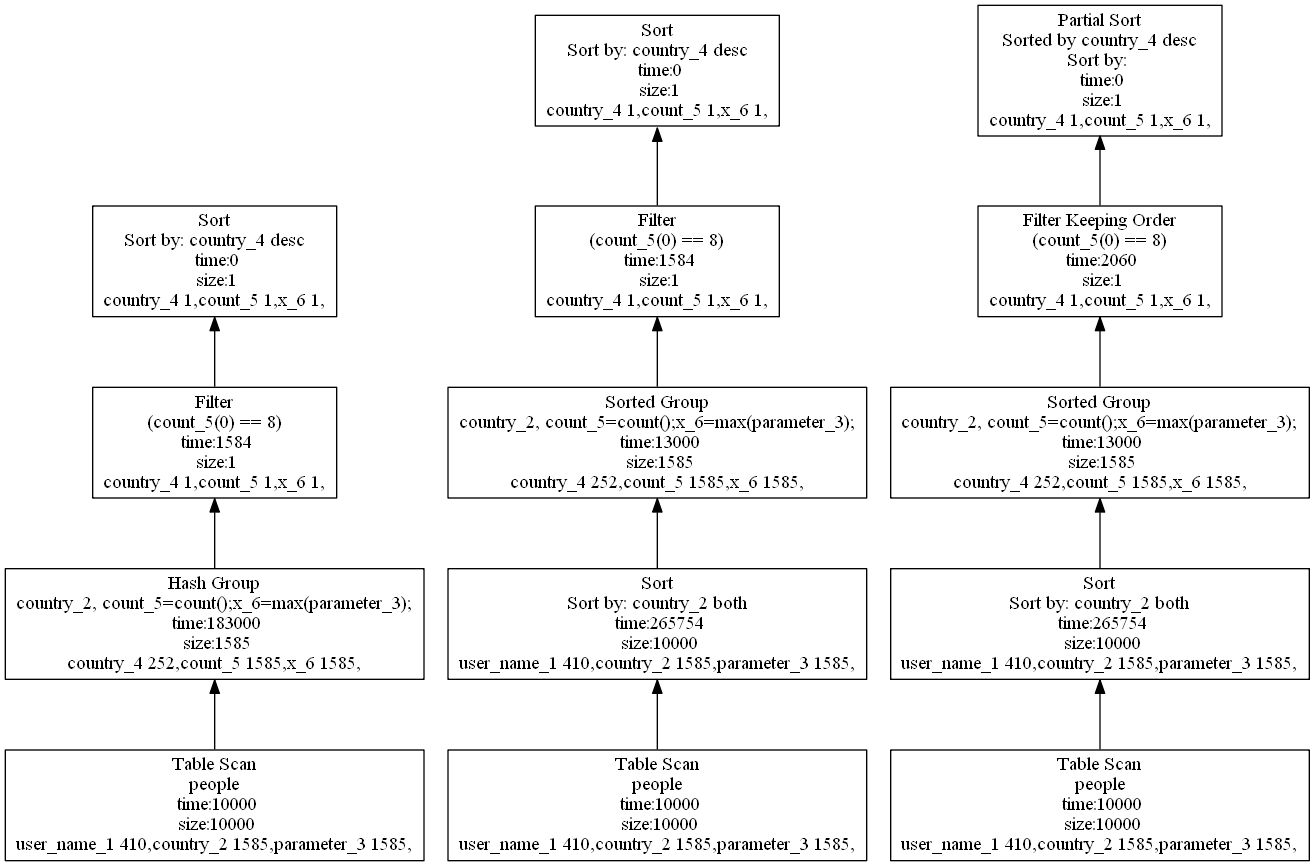 Sort
Sort by: country_4 desc
time:0
size:1
country_4 1,count_5 1,x_6 1,
Filter
(count_5(0) == 8)
time:1584
size:1
country_4 1,count_5 1,x_6 1,
Hash Group
country_2, count_5=count();x_6=max(parameter_3);
time:183000
size:1585
country_4 252,count_5 1585,x_6 1585,
Table Scan
people
time:10000
size:10000
user_name_1 410,country_2 1585,parameter_3 1585,
Sort
Sort by: country_4 desc
time:0
size:1
country_4 1,count_5 1,x_6 1,
Filter
(count_5(0) == 8)
time:1584
size:1
country_4 1,count_5 1,x_6 1,
Sorted Group
country_2, count_5=count();x_6=max(parameter_3);
time:13000
size:1585
country_4 252,count_5 1585,x_6 1585,
Sort
Sort by: country_2 both
time:265754
size:10000
user_name_1 410,country_2 1585,parameter_3 1585,
Table Scan
people
time:10000
size:10000
user_name_1 410,country_2 1585,parameter_3 1585,
Partial Sort
Sorted by country_4 desc
Sort by:
time:0
size:1
country_4 1,count_5 1,x_6 1,
Filter Keeping Order
(count_5(0) == 8)
time:2060
size:1
country_4 1,count_5 1,x_6 1,
Sorted Group
country_2, count_5=count();x_6=max(parameter_3);
time:13000
size:1585
country_4 252,count_5 1585,x_6 1585,
Sort
Sort by: country_2 both
time:265754
size:10000
user_name_1 410,country_2 1585,parameter_3 1585,
Table Scan
people
time:10000
size:10000
user_name_1 410,country_2 1585,parameter_3 1585,